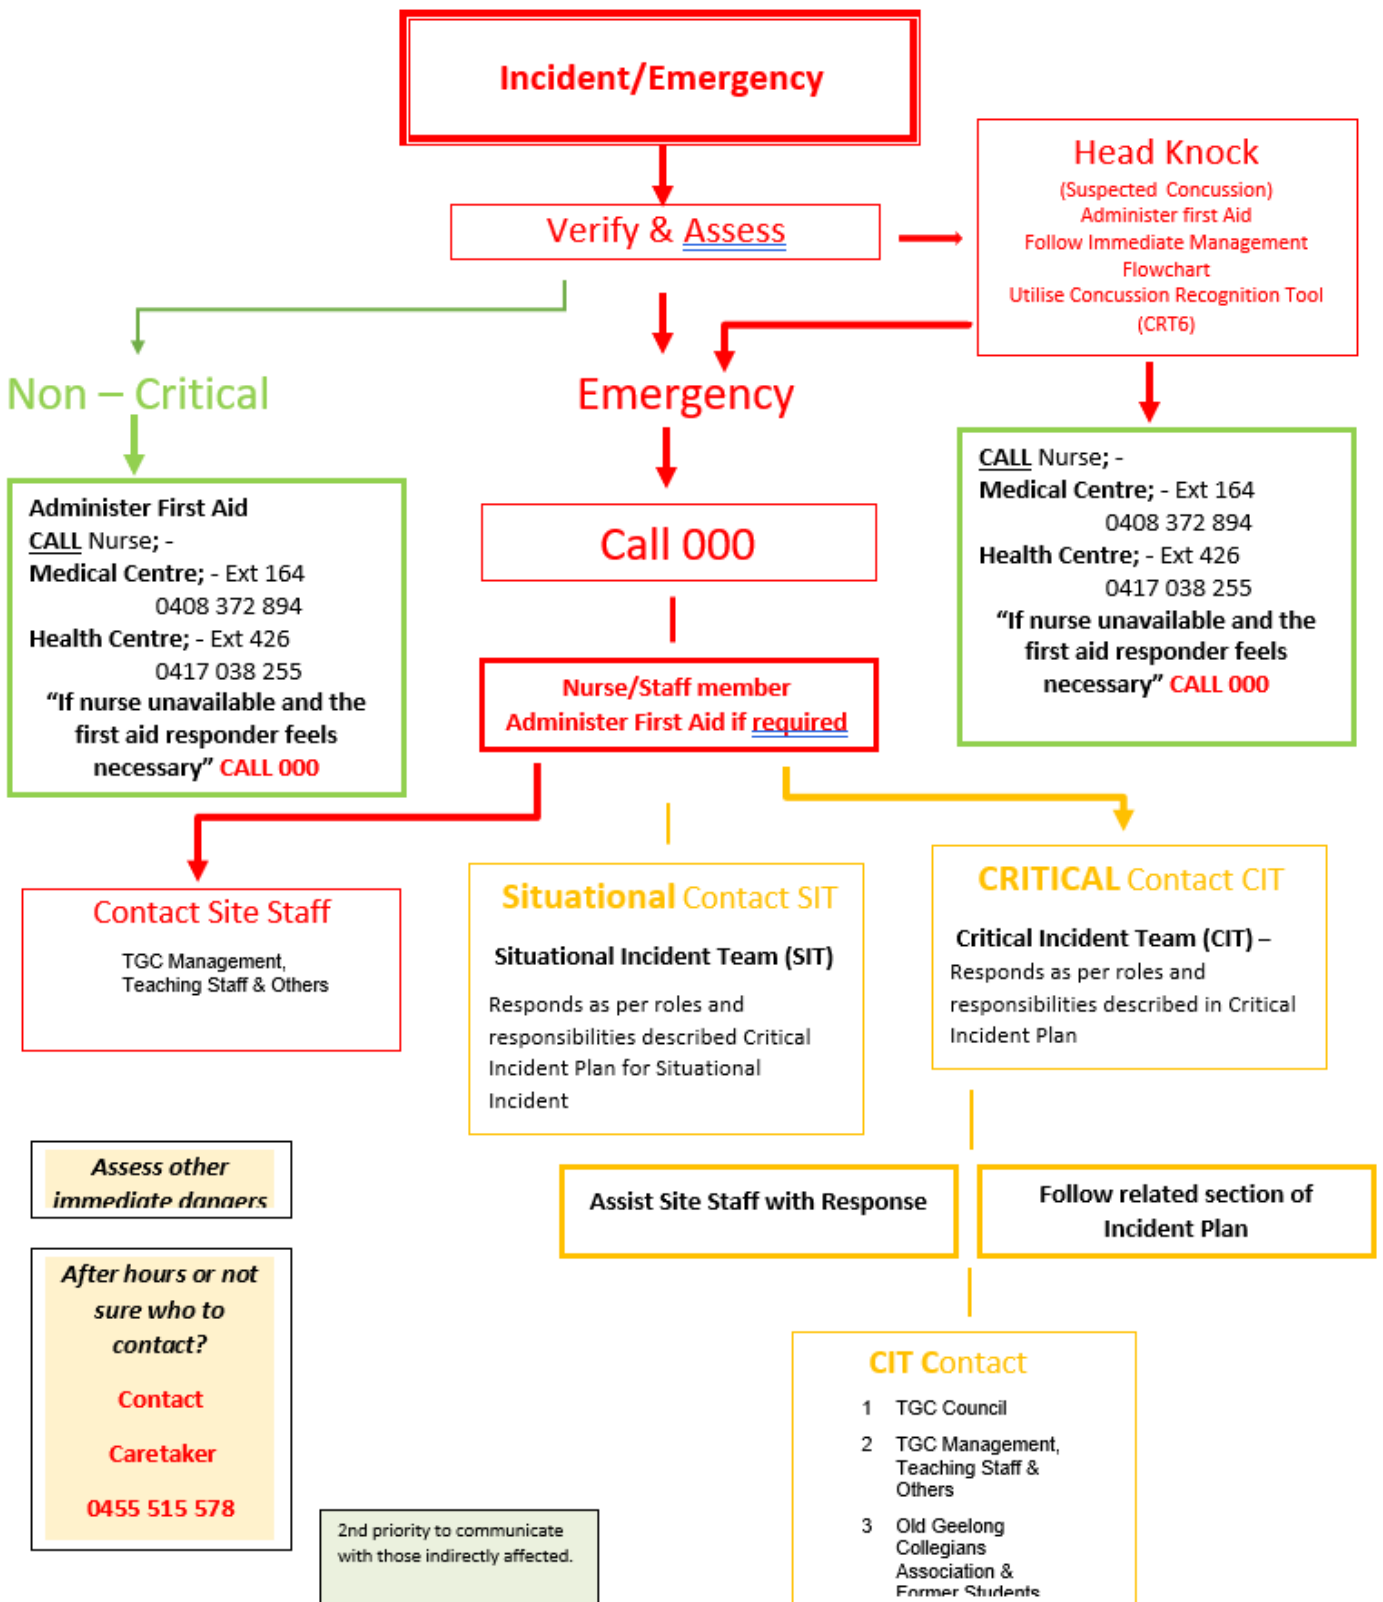 Incident/Emergency
Verify & Assess
Head Knock
(Suspected Concussion)
Administer first Aid
Follow Immediate Management
Flowchart
Utilise Concussion Recognition Tool
(CRT6)
Non – Critical
Emergency
Administer First Aid
CALL Nurse; -
Medical Centre; - Ext 164
0408 372 894
Health Centre; - Ext 426
0417 038 255
“If nurse unavailable and the
first aid responder feels
necessary” CALL 000
Call 000
CALL Nurse; -
Medical Centre; - Ext 164
0408 372 894
Health Centre; - Ext 426
0417 038 255
“If nurse unavailable and the
first aid responder feels
necessary” CALL 000
Nurse/Staff member
Administer First Aid if required
Contact Site Staff
TGC Management,
Teaching Staff & Others
Situational Contact SIT
Situational Incident Team (SIT)
Responds as per roles and
responsibilities described Critical
Incident Plan for Situational
Incident
CRITICAL Contact CIT
Critical Incident Team (CIT) –
Responds as per roles and
responsibilities described in Critical
Incident Plan
Assess other
immediate dangers
Assist Site Staff with Response
Follow related section of
Incident Plan
After hours or not
sure who to
contact?
Contact
Caretaker
0455 515 578
2nd priority to communicate
with those indirectly affected.
CIT Contact
1 TGC Council
2 TGC Management,
Teaching Staff &
Others
3 Old Geelong
Collegians
Association &
Former Students